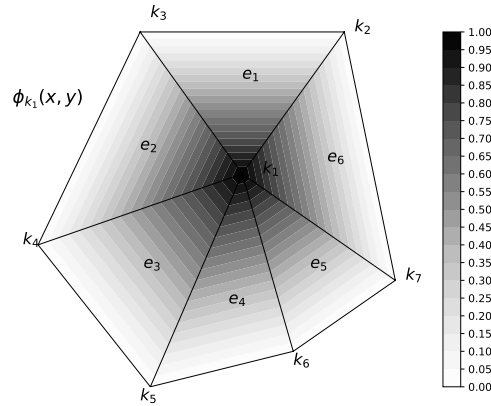 k₃
k₂
ϕₖ₁(x, y)
e₁
e₂
e₆
k₁
k₄
e₃
e₅
k₇
e₄
k₆
k₅
1.00
0.95
0.90
0.85
0.80
0.75
0.70
0.65
0.60
0.55
0.50
0.45
0.40
0.35
0.30
0.25
0.20
0.15
0.10
0.05
0.00